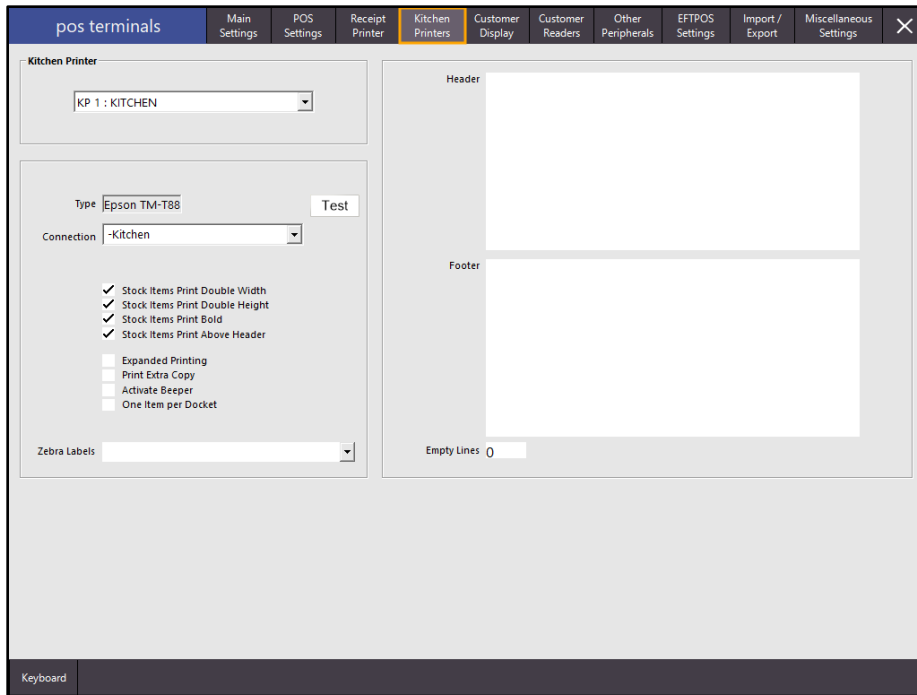 pos terminals
Main
Settings
POS
Settings
Receipt
Printer
Kitchen
Printers
Customer
Display
Customer
Readers
Other
Peripherals
EFTPOS
Settings
Import /
Export
Miscellaneous
Settings
Kitchen Printer
KP 1 : KITCHEN
Type Epson TM-T88 Test
Connection -Kitchen
Stock Items Print Double Width
Stock Items Print Double Height
Stock Items Print Bold
Stock Items Print Above Header
Expanded Printing
Print Extra Copy
Activate Beeper
One Item per Docket
Zebra Labels
Header
Footer
Empty Lines 0
Keyboard